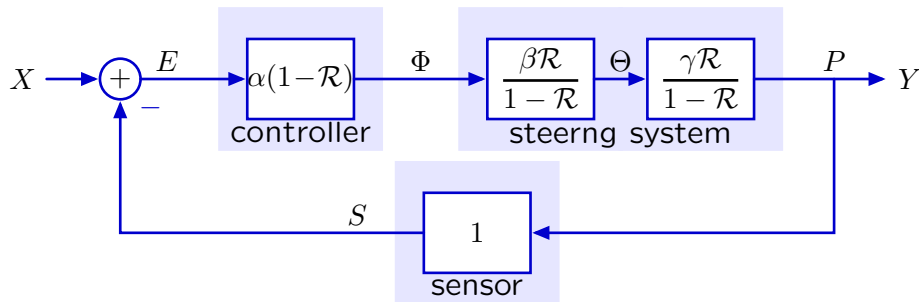 X + E α(1−ℛ) Φ βℛ/(1 − ℛ) Θ γℛ/(1 − ℛ) P Y
−
controller steerng system
S 1
sensor